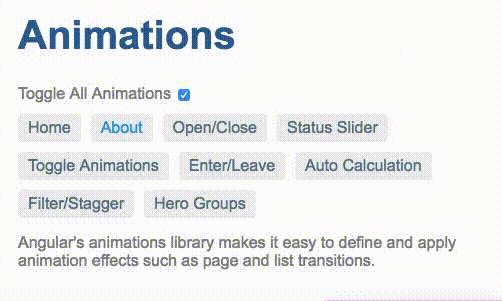 Animations
Toggle All Animations
Home About Open/Close Status Slider
Toggle Animations Enter/Leave Auto Calculation
Filter/Stagger Hero Groups
Angular's animations library makes it easy to define and apply
animation effects such as page and list transitions.